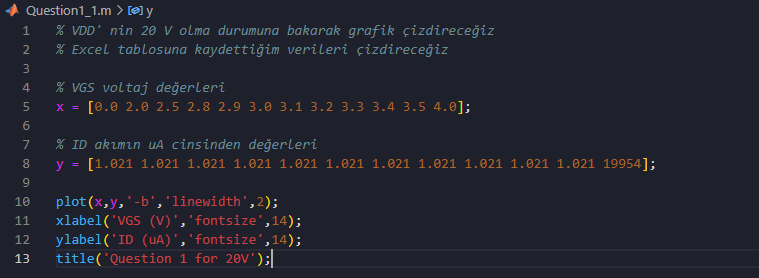 Question1_1.m > y
1 % VDD' nin 20 V olma durumuna bakarak grafik çizdireceğiz
2 % Excel tablosuna kaydettiğim verileri çizdireceğiz
3
4 % VGS voltaj değerleri
5 x = [0.0 2.0 2.5 2.8 2.9 3.0 3.1 3.2 3.3 3.4 3.5 4.0];
6
7 % ID akımın uA cinsinden değerleri
8 y = [1.021 1.021 1.021 1.021 1.021 1.021 1.021 1.021 1.021 1.021 1.021 19954];
9
10 plot(x,y,'-b','linewidth',2);
11 xlabel('VGS (V)','fontsize',14);
12 ylabel('ID (uA)','fontsize',14);
13 title('Question 1 for 20V');